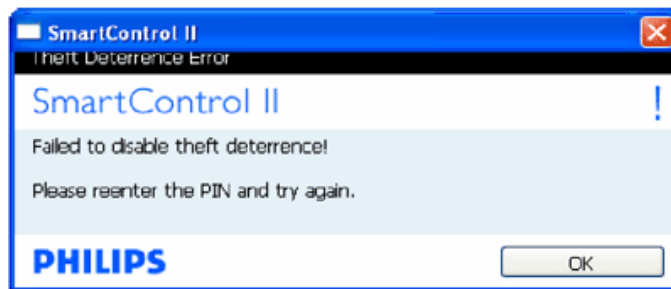 SmartControl II
Theft Deterrence Error
SmartControl II !
Failed to disable theft deterrence!
Please reenter the PIN and try again.
PHILIPS OK